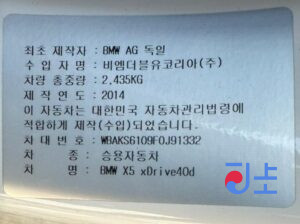 최초 제작자 : BMW AG 독일
수 입 자 명 : 비엠더블유코리아(주)
차량 총중량 : 2,435KG
제 작 연 도 : 2014
이 자동차는 대한민국 자동차관리법령에
적합하게 제작(수입)되었습니다.
차 대 번 호 : WBAKS6109F0J91332
차 종 : 승용자동차
차 명 : BMW X5 xDrive40d